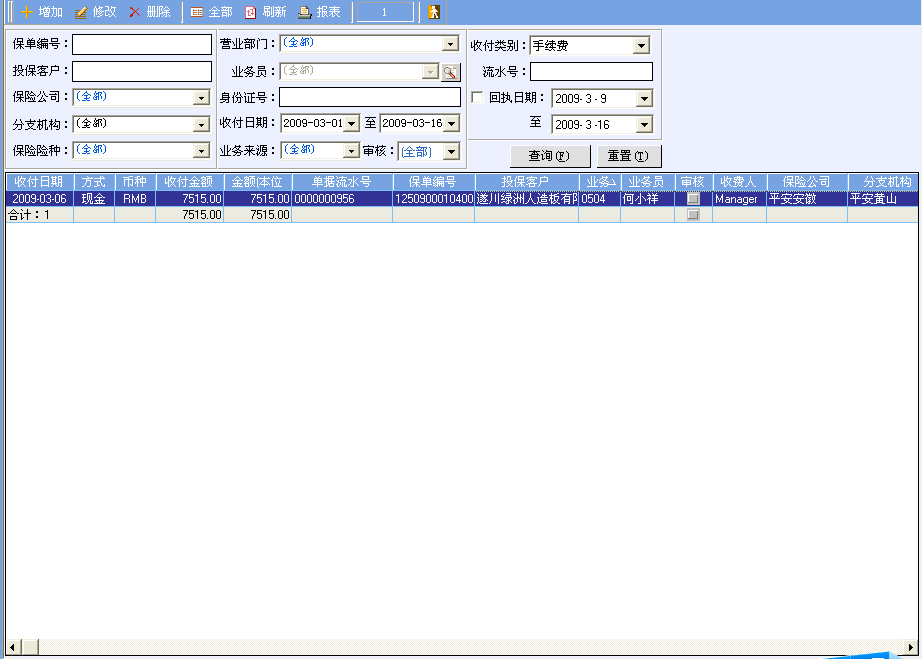 增加 修改 删除 全部 刷新 报表 1
保单编号： 营业部门：(全部) 收付类别：手续费
投保客户： 业务员：(全部) 流水号：
保险公司：(全部) 身份证号： 回执日期：2009- 3 - 9
分支机构：(全部) 收付日期：2009-03-01 至 2009-03-16 至 2009- 3 -16
保险险种：(全部) 业务来源：(全部) 审核：(全部) 查询(F) 重置(T)
收付日期 方式 币种 收付金额 金额(本位 单据流水号 保单编号 投保客户 业务 业务员 审核 收费人 保险公司 分支机构
2009-03-06 现金 RMB 7515.00 7515.00 0000000956 1250900010400 遂川绿洲人造板有限 0504 何小祥 Manager 平安安徽 平安黄山
合计：1 7515.00 7515.00